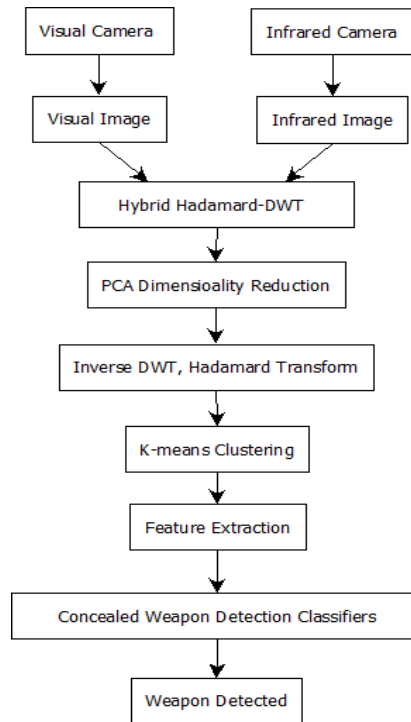 Visual Camera
Infrared Camera
Visual Image
Infrared Image
Hybrid Hadamard-DWT
PCA Dimensioality Reduction
Inverse DWT, Hadamard Transform
K-means Clustering
Feature Extraction
Concealed Weapon Detection Classifiers
Weapon Detected